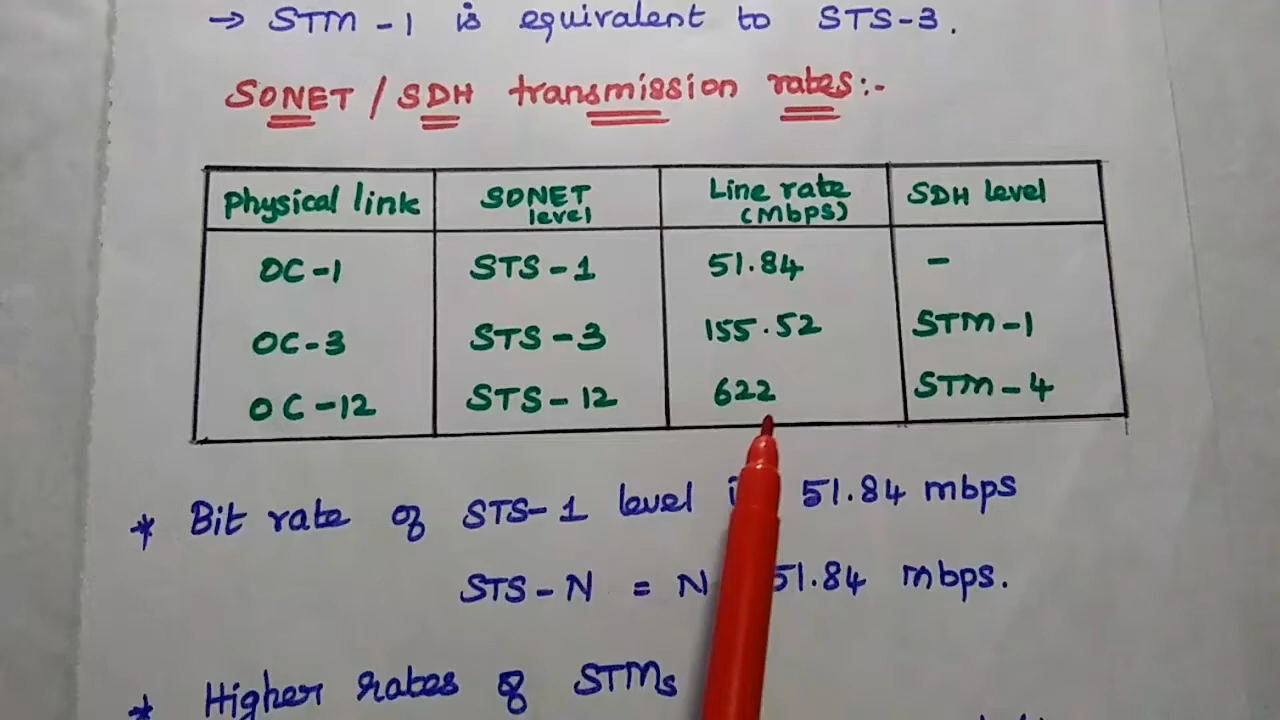 → STM - 1 is equivalent to STS-3.
SONET / SDH transmission rates:-
Physical link SONET level Line rate (Mbps) SDH level
OC-1 STS-1 51.84 -
OC-3 STS-3 155.52 STM-1
OC-12 STS-12 622 STM-4
* Bit rate of STS-1 level 51.84 mbps
STS-N = N 51.84 mbps.
* Higher rates of STMs